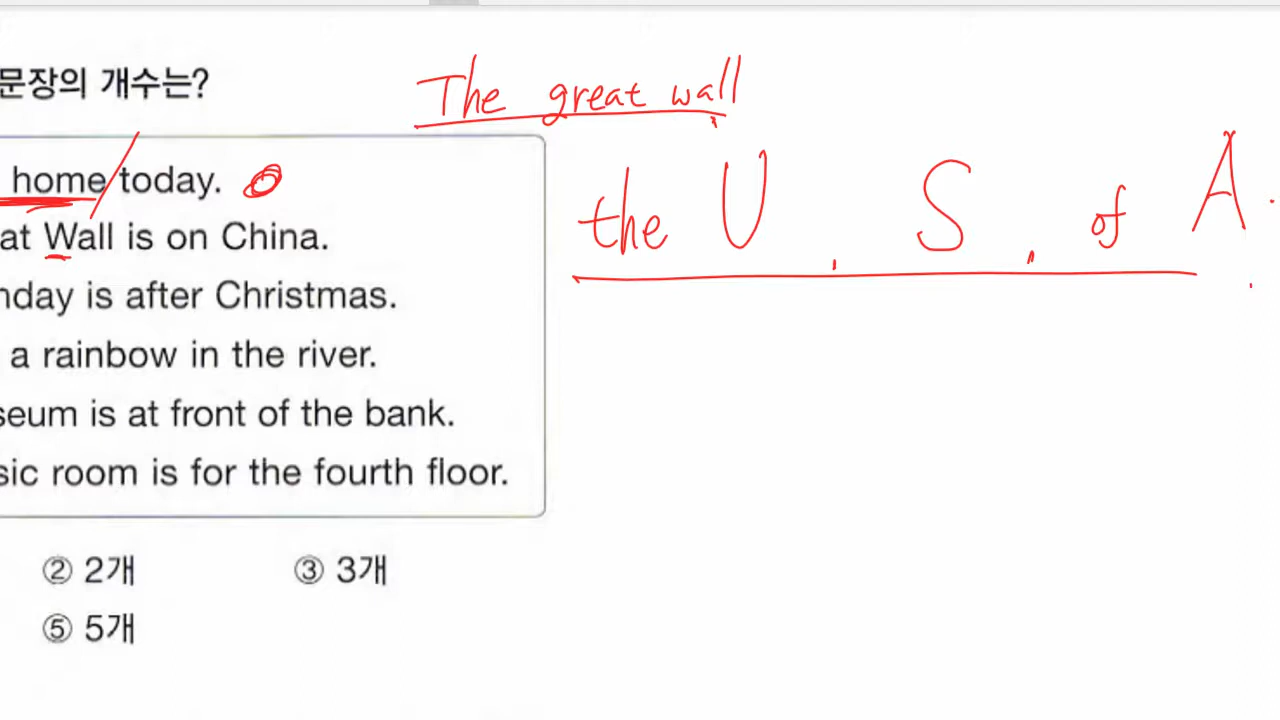 문장의 개수는?
The great wall
home today.
at Wall is on China.
the U S of A.
nday is after Christmas.
a rainbow in the river.
seum is at front of the bank.
sic room is for the fourth floor.
② 2개 ③ 3개
⑤ 5개